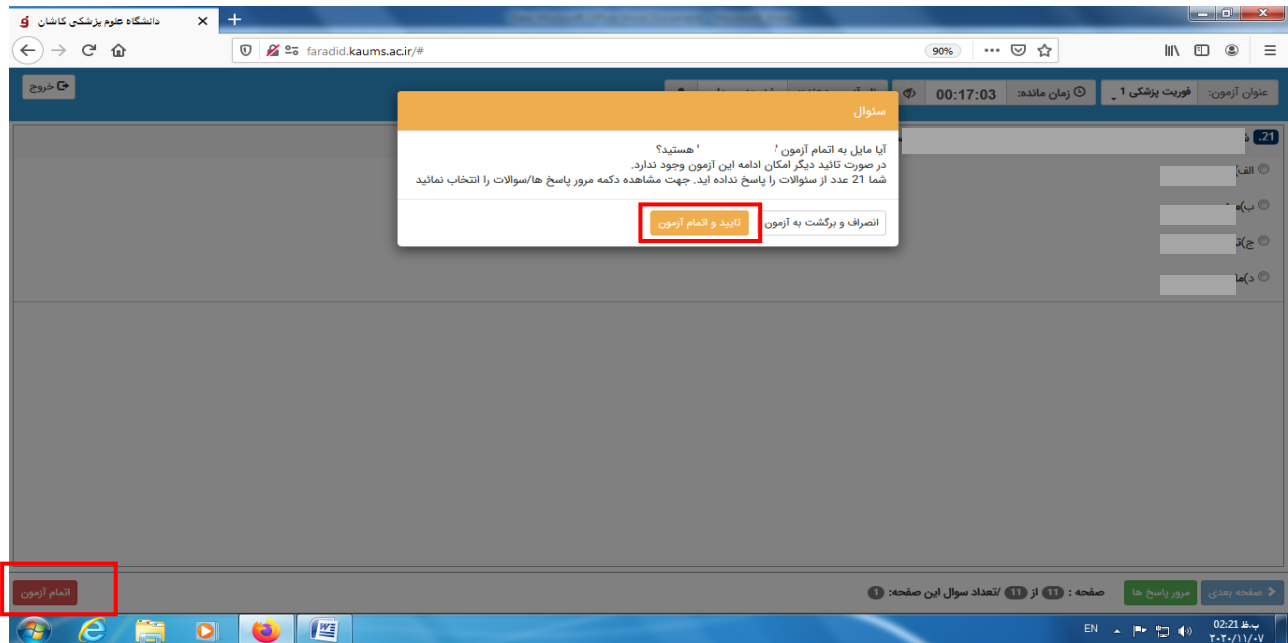 دانشگاه علوم پزشکی کاشان
faradid.kaums.ac.ir/#
90%
عنوان آزمون: فوریت پزشکی 1
زمان مانده: 00:17:03
خروج
سئوال
آیا مایل به اتمام آزمون ' ' هستید؟
در صورت تائید دیگر امکان ادامه این آزمون وجود ندارد.
شما 21 عدد از سئوالات را پاسخ نداده اید. جهت مشاهده دکمه مرور پاسخ ها/سوالات را انتخاب نمائید
انصراف و برگشت به آزمون
تایید و اتمام آزمون
21.
الف)
ب)
ج)
د)
صفحه بعدی
مرور پاسخ ها
صفحه : 11 از 11 /تعداد سوال این صفحه: 1
اتمام آزمون
EN
02:21 ب.ظ
۲۰۲۰/۱۱/۰۷